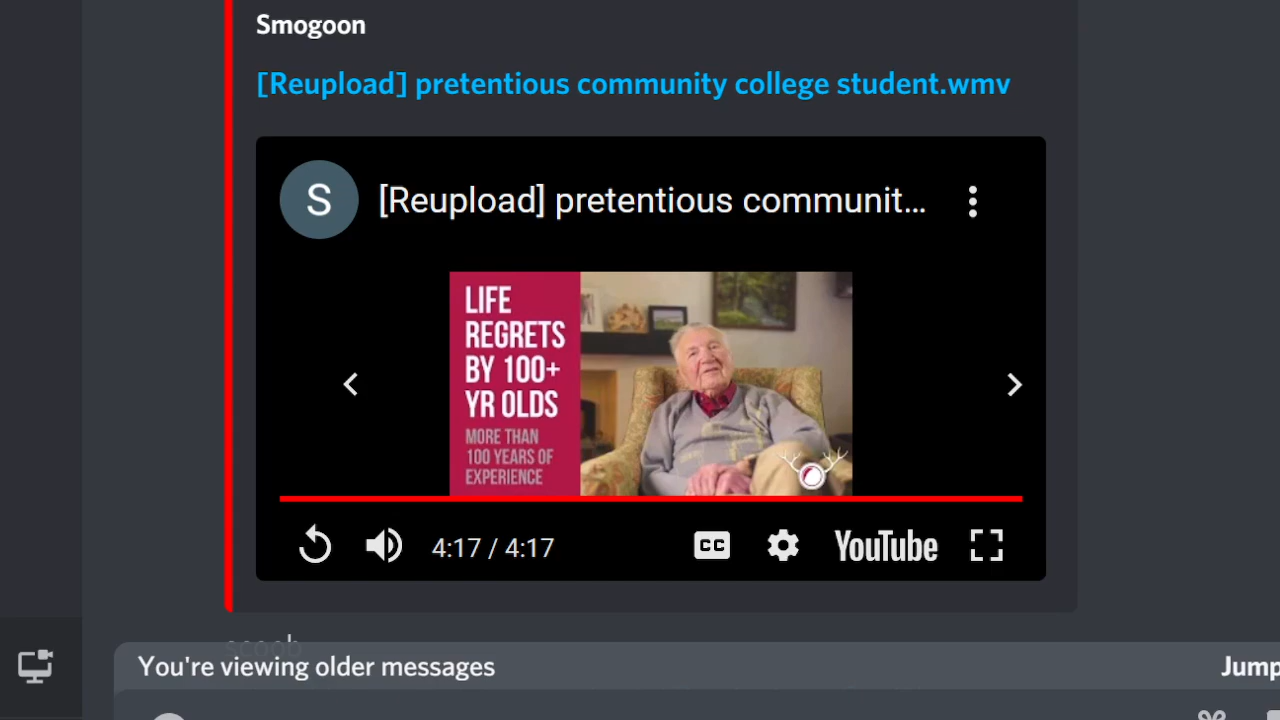 Smogoon
[Reupload] pretentious community college student.wmv
S
[Reupload] pretentious communit...
LIFE
REGRETS
BY 100+
YR OLDS
MORE THAN
100 YEARS OF
EXPERIENCE
4:17 / 4:17
CC
YouTube
scoob
You're viewing older messages
Jump